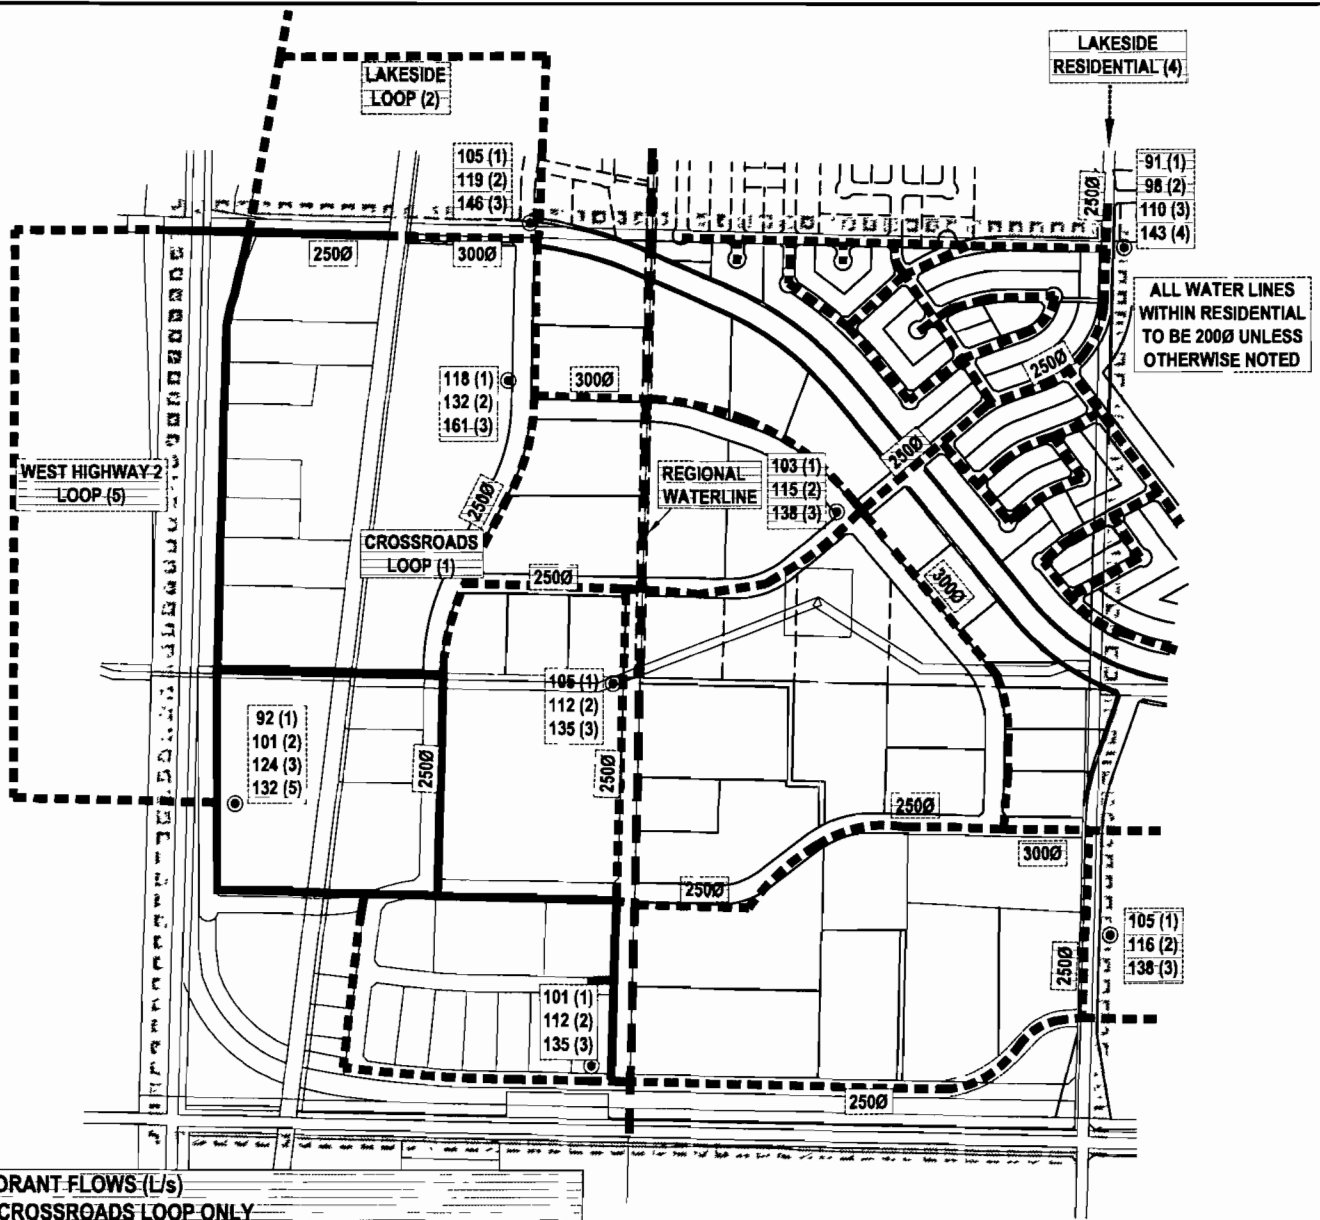 LAKESIDE
RESIDENTIAL (4)
LAKESIDE
LOOP (2)
105 (1)
119 (2)
146 (3)
91 (1)
98 (2)
110 (3)
143 (4)
250Ø
250Ø
300Ø
ALL WATER LINES
WITHIN RESIDENTIAL
TO BE 200Ø UNLESS
OTHERWISE NOTED
118 (1)
132 (2)
161 (3)
300Ø
250Ø
250Ø
WEST HIGHWAY 2
LOOP (5)
REGIONAL
WATERLINE
103 (1)
115 (2)
138 (3)
250Ø
CROSSROADS
LOOP (1)
250Ø
300Ø
105 (1)
112 (2)
135 (3)
92 (1)
101 (2)
124 (3)
132 (5)
250Ø
250Ø
250Ø
300Ø
250Ø
105 (1)
116 (2)
138 (3)
250Ø
101 (1)
112 (2)
135 (3)
250Ø
DRANT FLOWS (L/s)
CROSSROADS LOOP ONLY